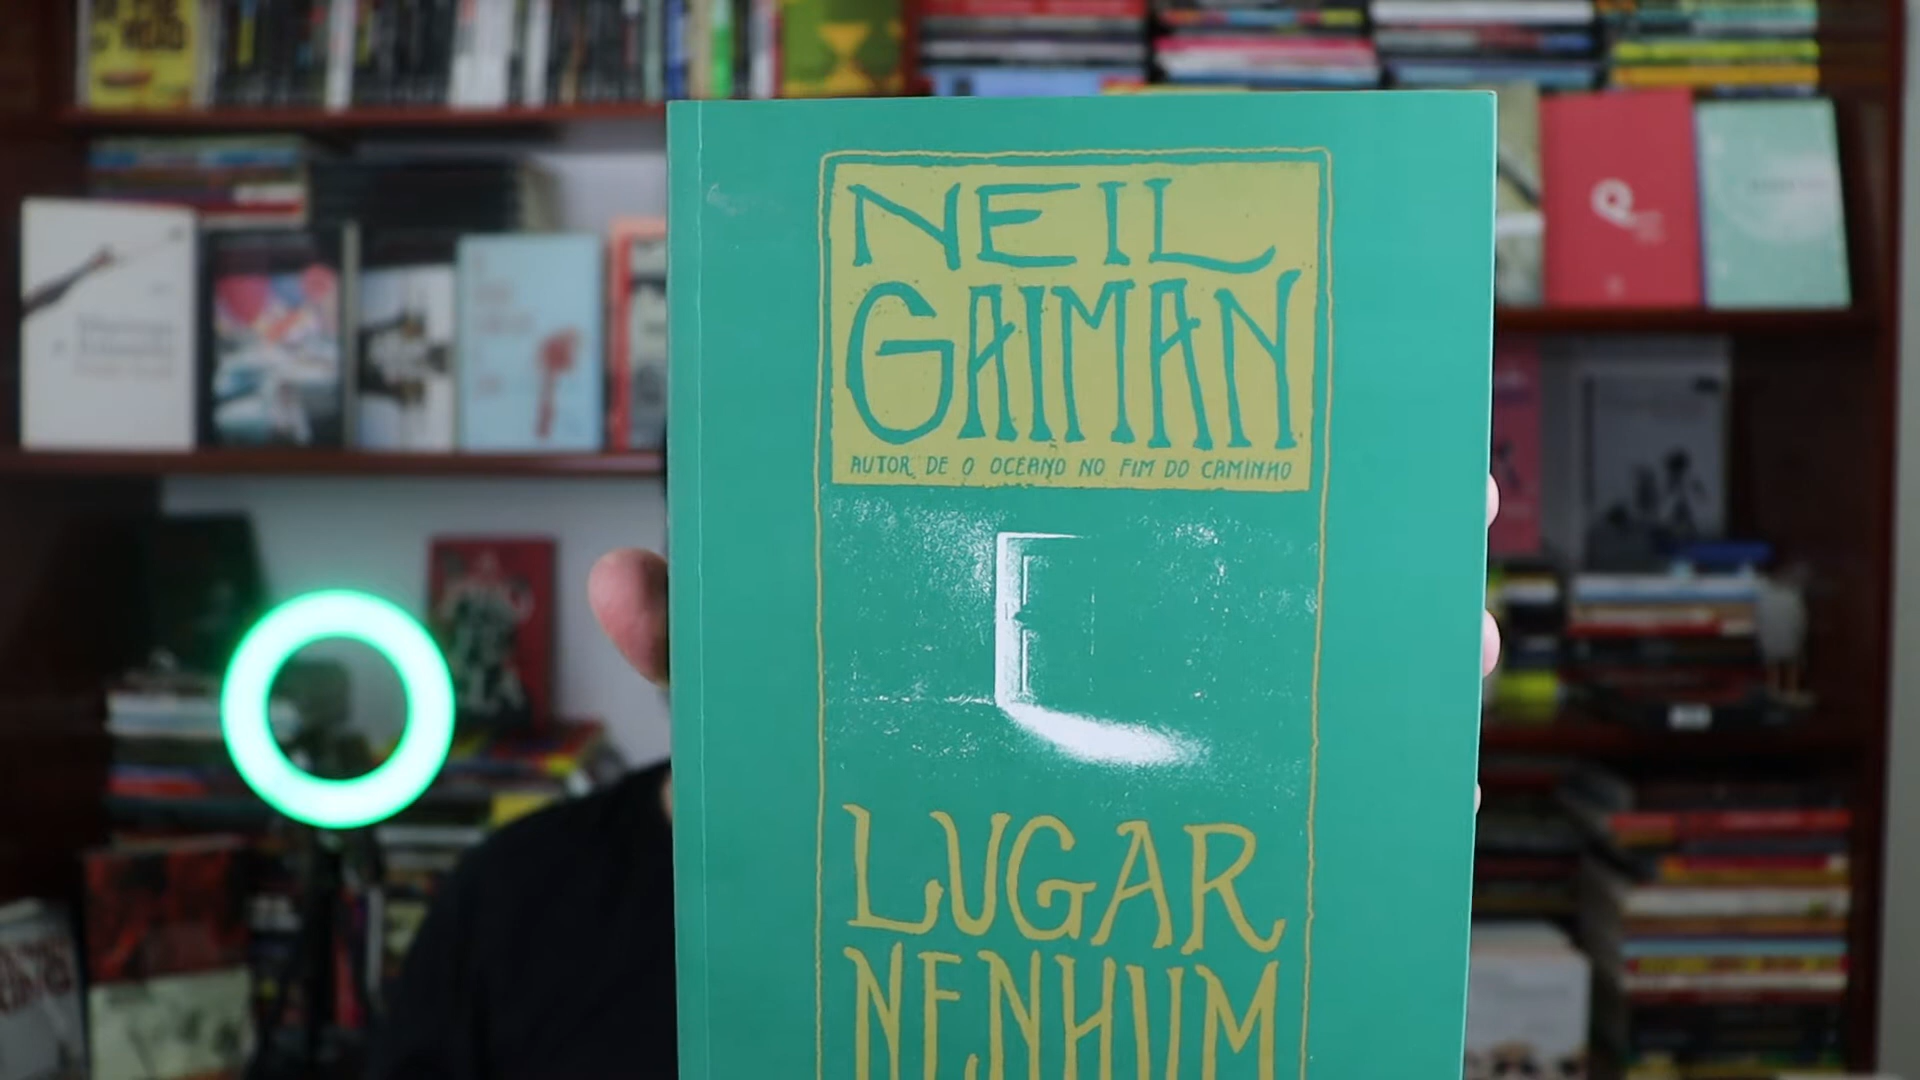 NEIL
GAIMAN
AUTOR DE O OCEANO NO FIM DO CAMINHO
LUGAR
NENHUM
Q